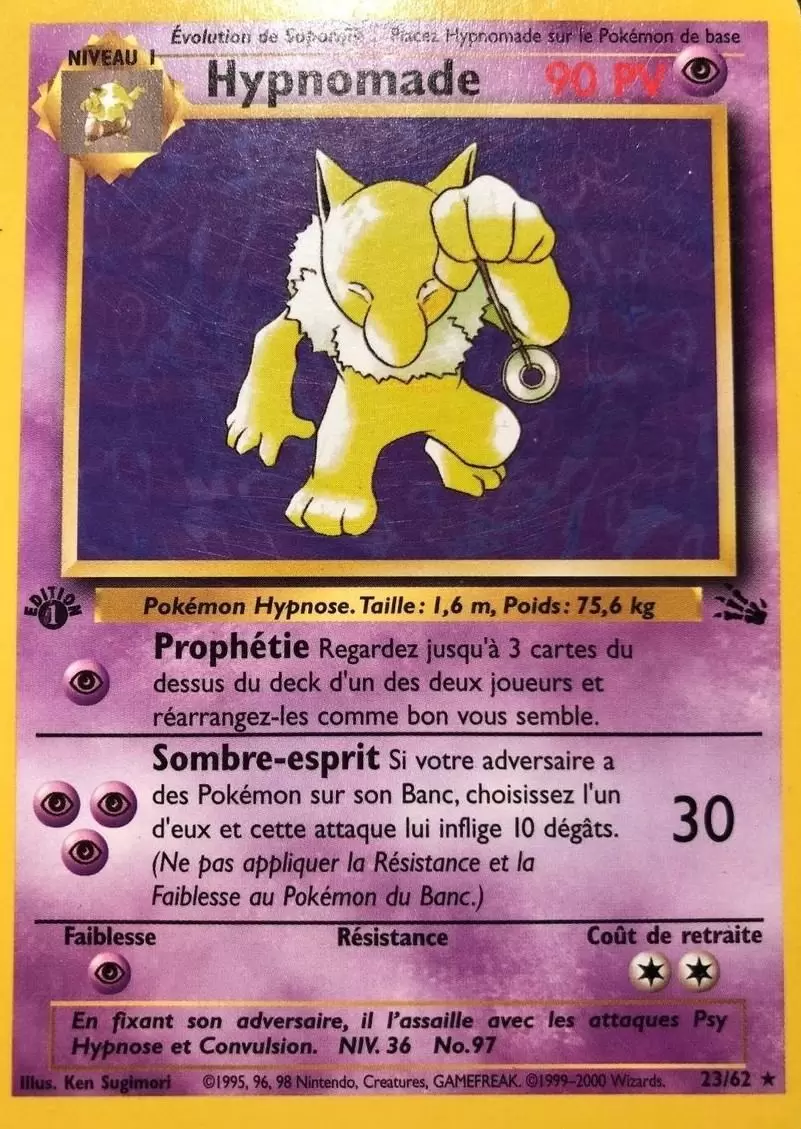 Évolution de Soporifik Placez Hypnomade sur le Pokémon de base
NIVEAU 1
Hypnomade 90 PV
EDITION 1
Pokémon Hypnose. Taille: 1,6 m, Poids: 75,6 kg
Prophétie Regardez jusqu'à 3 cartes du
dessus du deck d'un des deux joueurs et
réarrangez-les comme bon vous semble.
Sombre-esprit Si votre adversaire a
des Pokémon sur son Banc, choisissez l'un
d'eux et cette attaque lui inflige 10 dégâts.
(Ne pas appliquer la Résistance et la
Faiblesse au Pokémon du Banc.)
30
Faiblesse Résistance Coût de retraite
En fixant son adversaire, il l'assaille avec les attaques Psy
Hypnose et Convulsion. NIV. 36 No.97
Illus. Ken Sugimori ©1995, 96, 98 Nintendo, Creatures, GAMEFREAK. ©1999–2000 Wizards. 23/62 ★